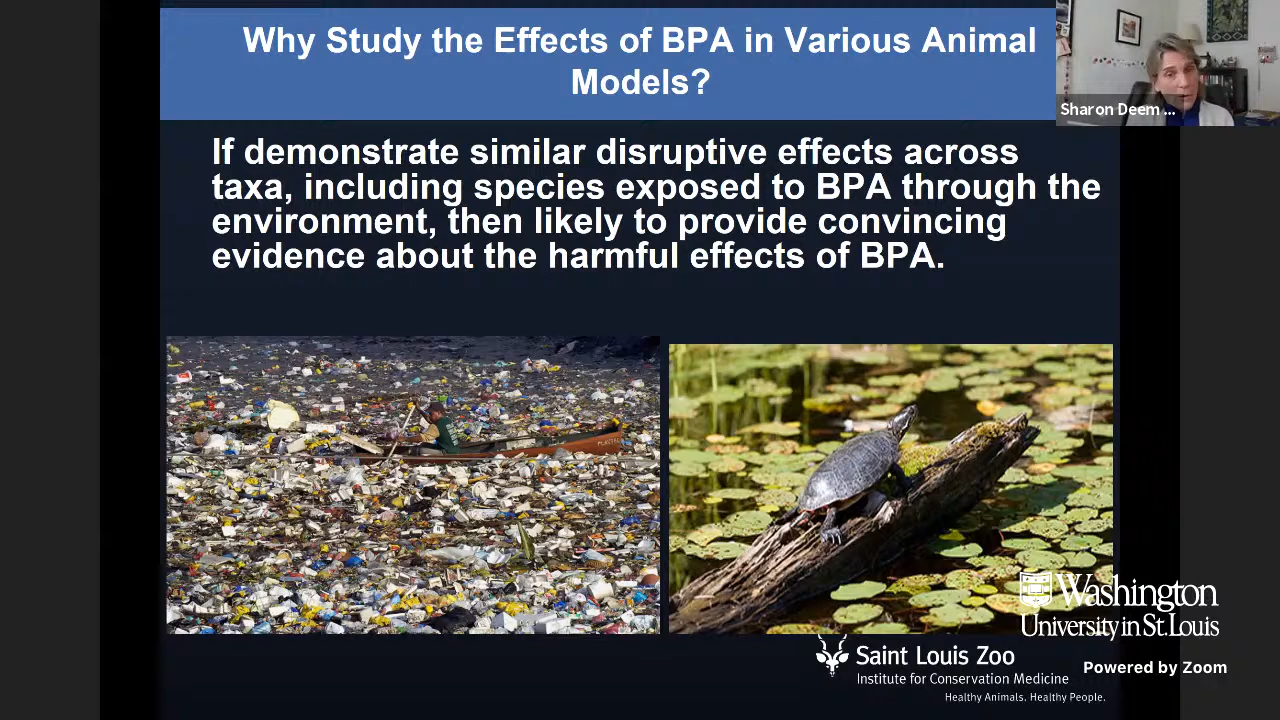 Why Study the Effects of BPA in Various Animal
Models?
Sharon Deem ...
If demonstrate similar disruptive effects across
taxa, including species exposed to BPA through the
environment, then likely to provide convincing
evidence about the harmful effects of BPA.
Washington
University in St. Louis
Saint Louis Zoo
Institute for Conservation Medicine
Healthy Animals. Healthy People.
Powered by Zoom